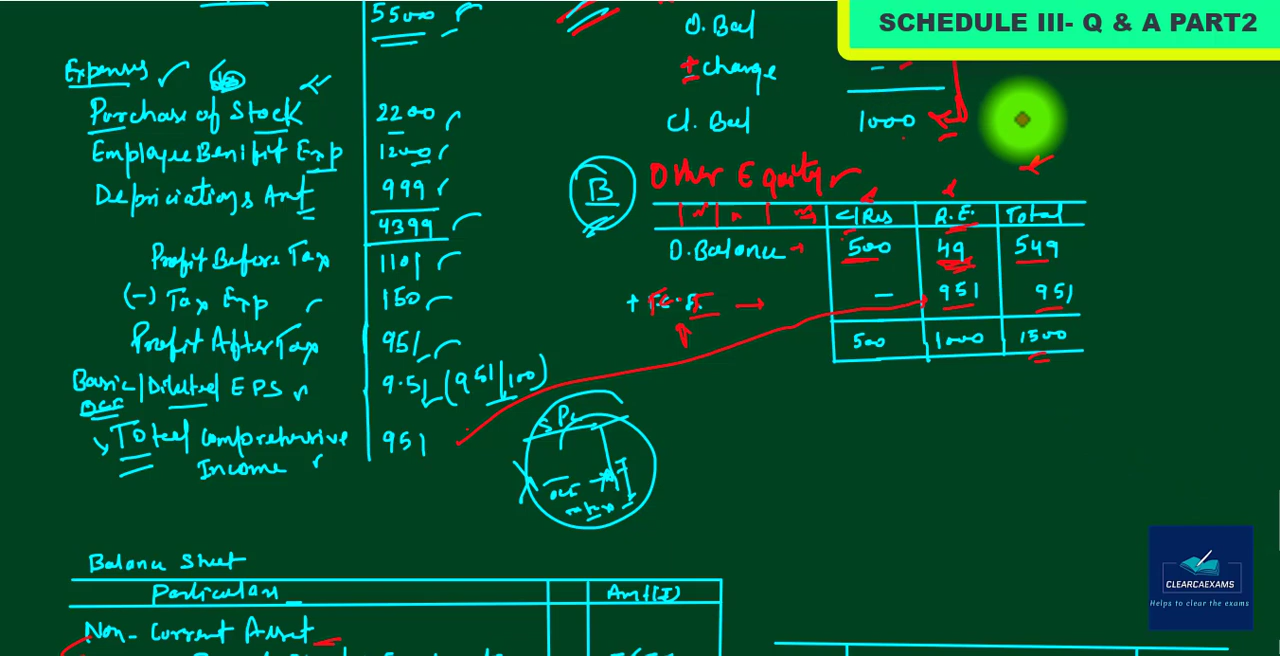 SCHEDULE III- Q & A PART2
5500
Expenses
Purchase of Stock 2200
Employee Benifit Exp 1200
Depriciations Amt 999
4399
Profit Before Tax 1101
(-) Tax Exp 150
Profit After Tax 951
Basic/Diluted EPS 9.51 (951/100)
Total Comprehensive 951
Income
O. Bal
± Change -
Cl. Bal 1000
B Other Equity
R.E. Total
O. Balance 500 49 549
+ T.C.I. - 951 951
500 1000 1500
SPL
Balance Sheet
Particulars Amt(I)
Non-Current Asset
CLEARCAEXAMS
Helps to clear the exams